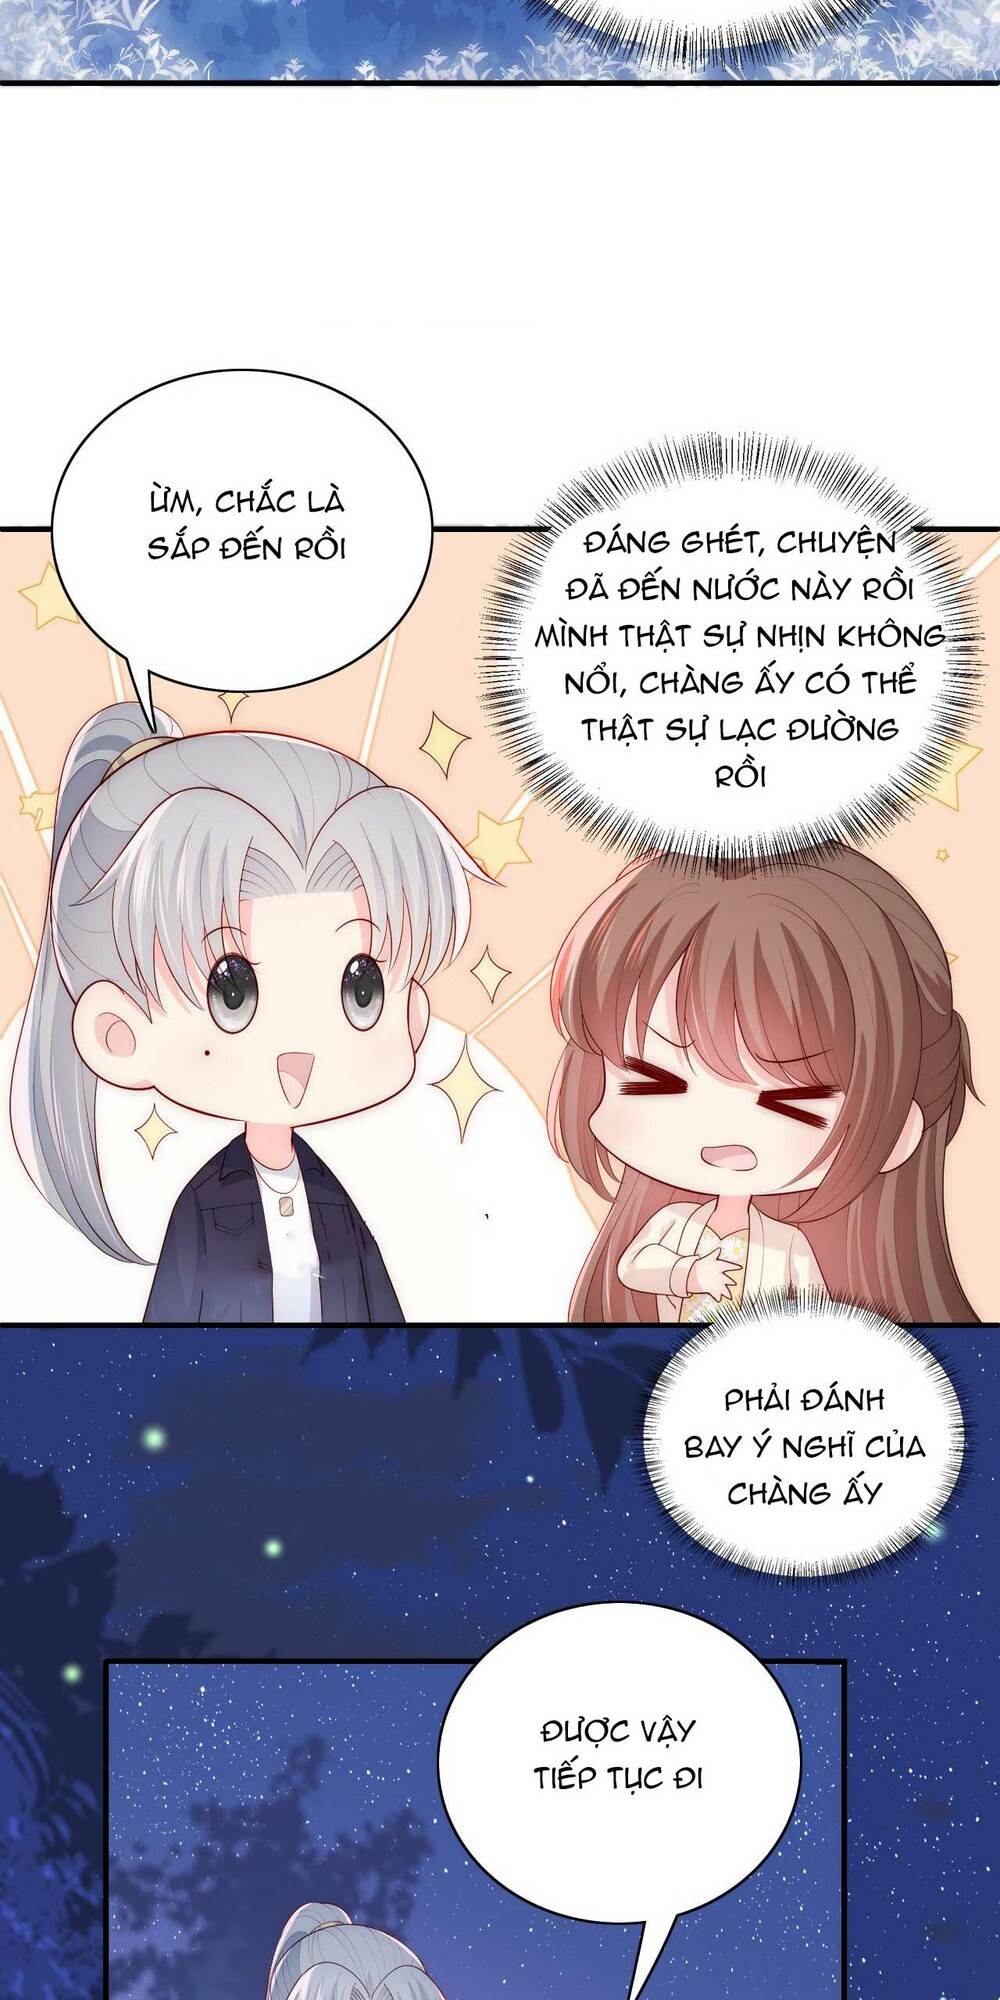 ỪM, CHẮC LÀ
SẮP ĐẾN RỒI
ĐÁNG GHÉT, CHUYỆN
ĐÃ ĐẾN NƯỚC NÀY RỒI
MÌNH THẬT SỰ NHỊN KHÔNG
NỔI, CHÀNG ẤY CÓ THỂ
THẬT SỰ LẠC ĐƯỜNG
RỒI
PHẢI ĐÁNH
BAY Ý NGHĨ CỦA
CHÀNG ẤY
ĐƯỢC VẬY
TIẾP TỤC ĐI